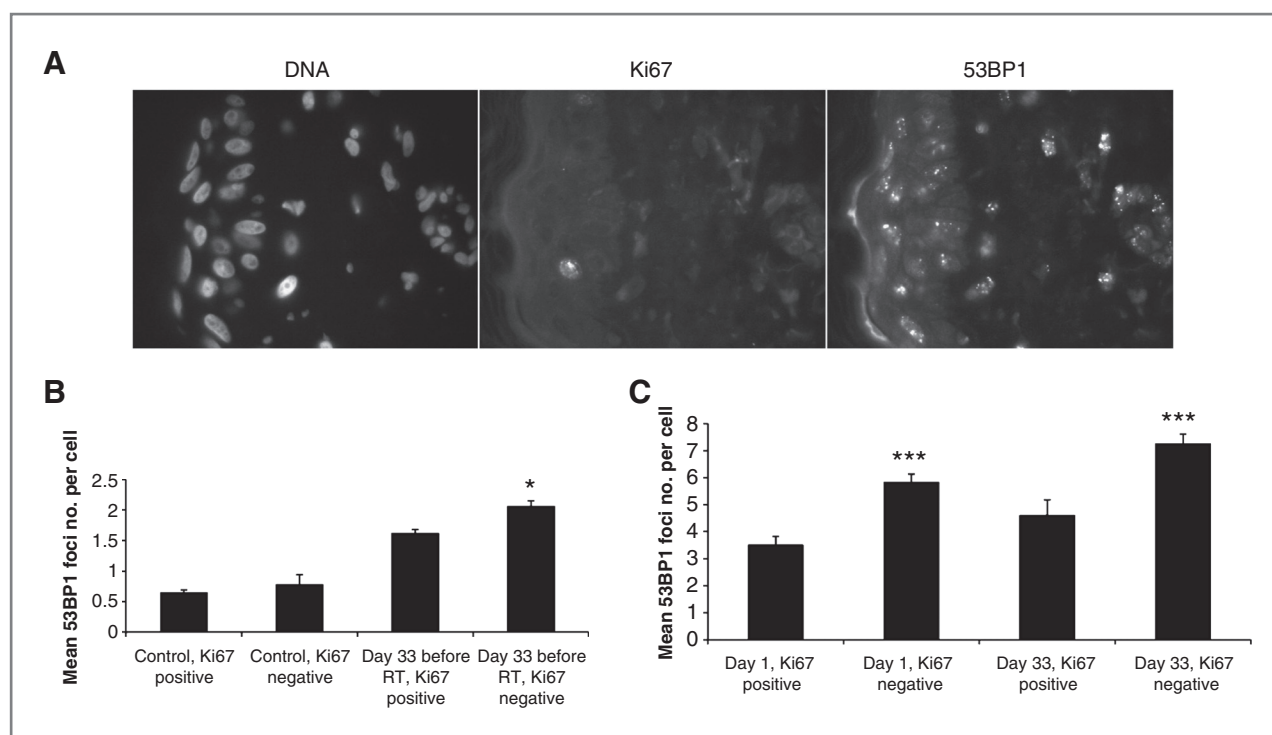 A
DNA
Ki67
53BP1
B
Mean 53BP1 foci no. per cell
2.5
2
1.5
1
0.5
0
Control, Ki67
positive
Control, Ki67
negative
Day 33 before
RT, Ki67
positive
Day 33 before
RT, Ki67
negative
*
C
Mean 53BP1 foci no. per cell
8
7
6
5
4
3
2
1
0
***
***
Day 1, Ki67
positive
Day 1, Ki67
negative
Day 33, Ki67
positive
Day 33, Ki67
negative